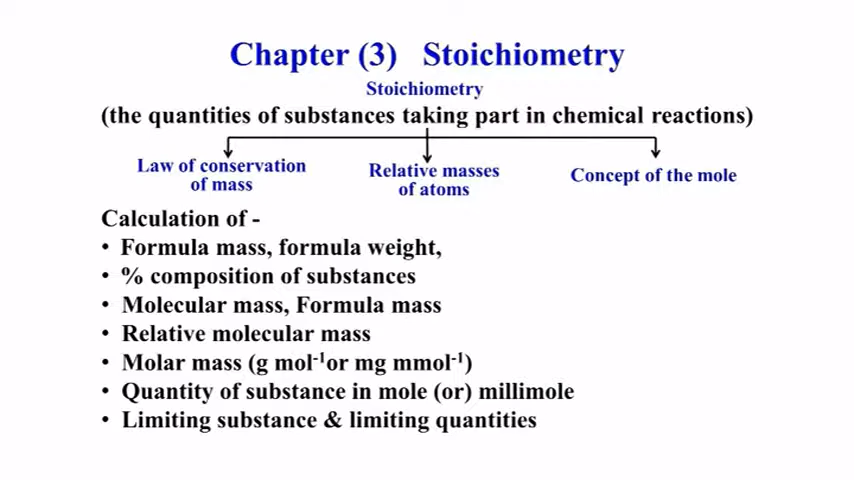 Chapter (3) Stoichiometry
Stoichiometry
(the quantities of substances taking part in chemical reactions)
Law of conservation
of mass
Relative masses
of atoms
Concept of the mole
Calculation of -
• Formula mass, formula weight,
• % composition of substances
• Molecular mass, Formula mass
• Relative molecular mass
• Molar mass (g mol⁻¹or mg mmol⁻¹)
• Quantity of substance in mole (or) millimole
• Limiting substance & limiting quantities